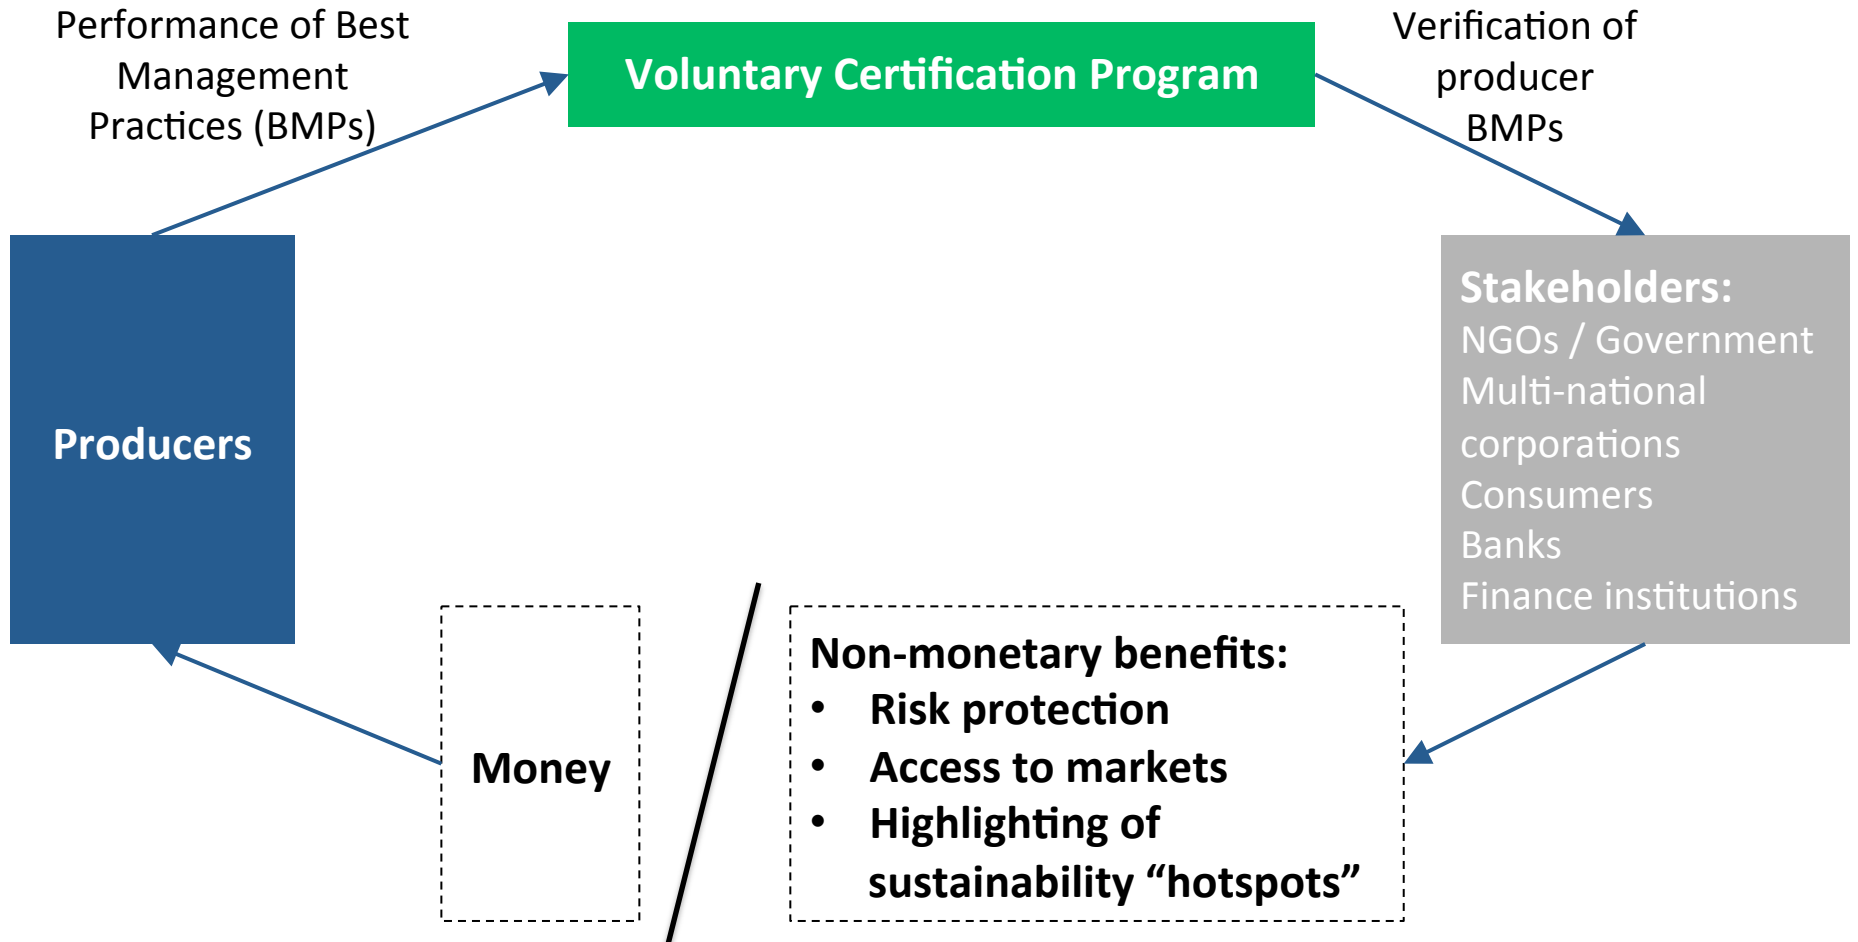 Performance of Best
Management
Practices (BMPs)
Voluntary Certification Program
Verification of
producer
BMPs
Producers
Stakeholders:
NGOs / Government
Multi-national
corporations
Consumers
Banks
Finance institutions
Money
Non-monetary benefits:
• Risk protection
• Access to markets
• Highlighting of
sustainability “hotspots”